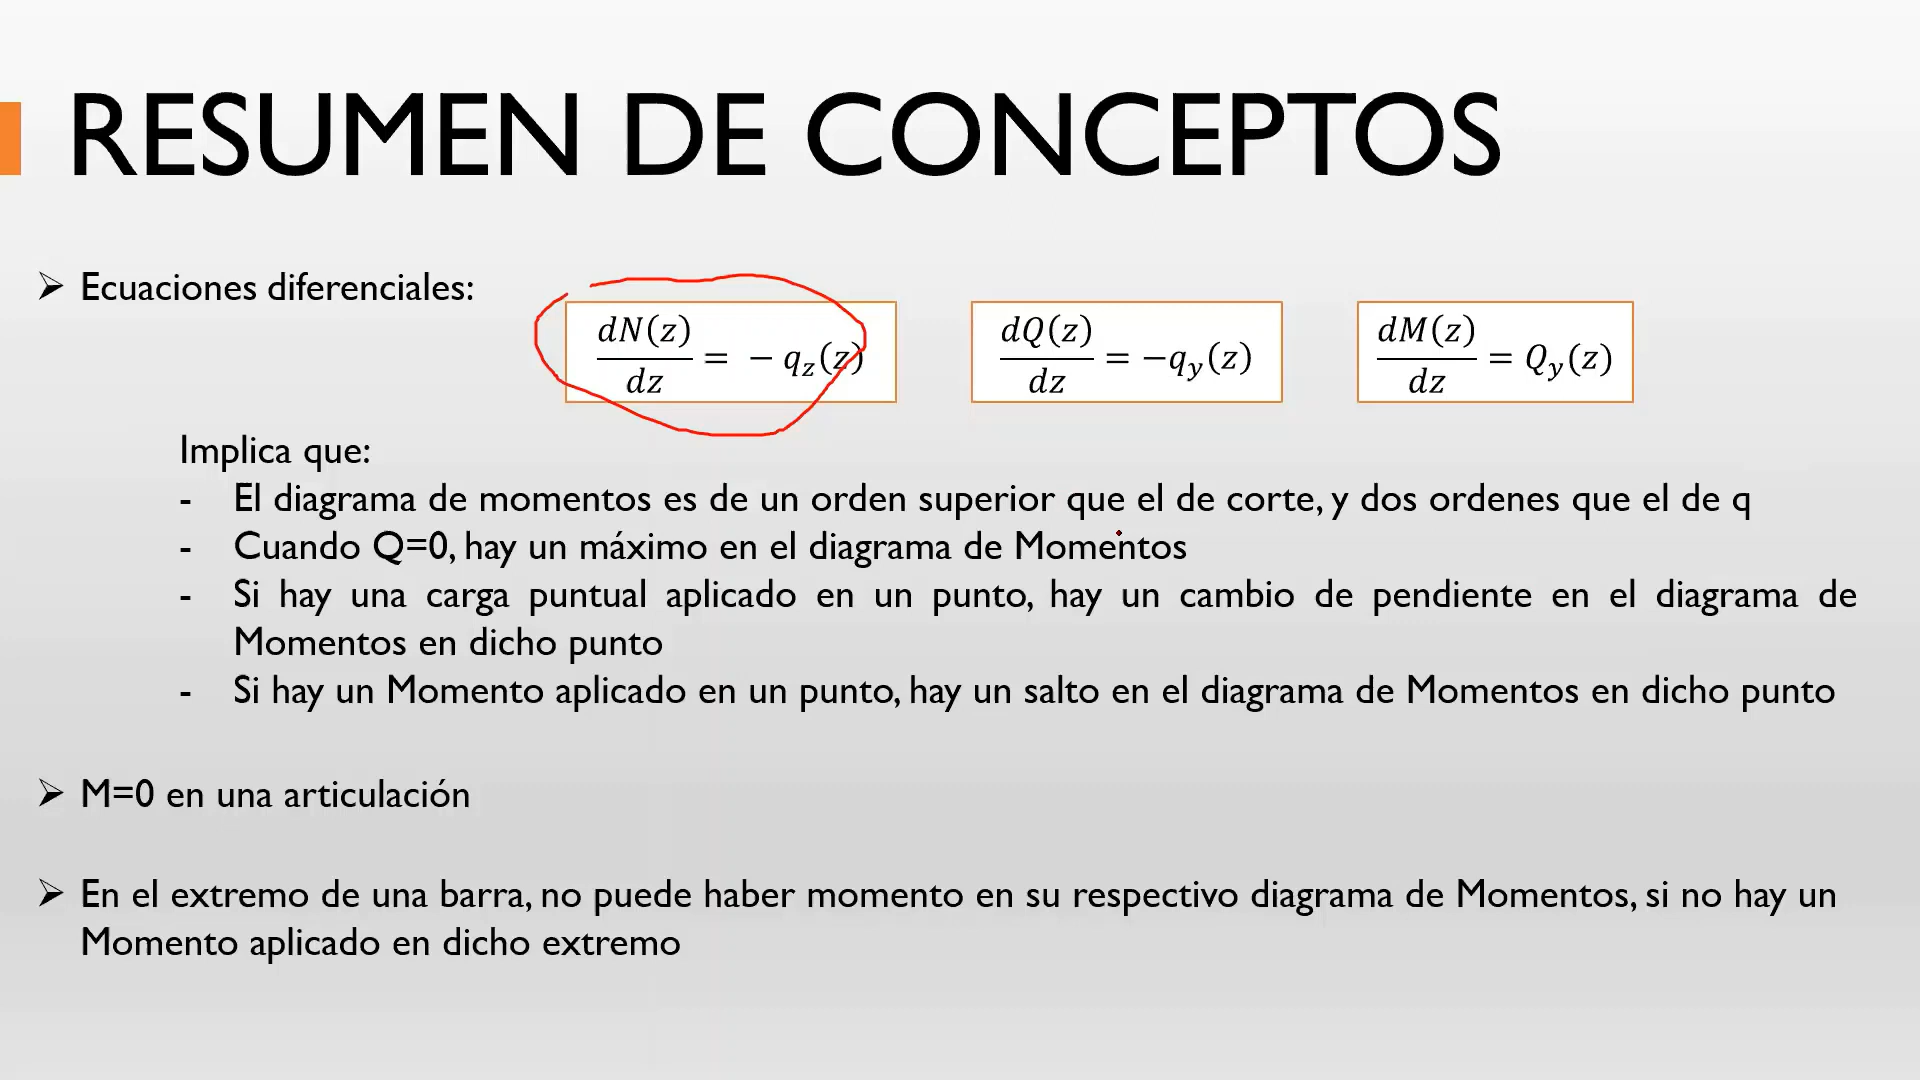 RESUMEN DE CONCEPTOS
➢ Ecuaciones diferenciales:
dN(z)/dz = − q_z(z)
dQ(z)/dz = −q_y(z)
dM(z)/dz = Q_y(z)
Implica que:
- El diagrama de momentos es de un orden superior que el de corte, y dos ordenes que el de q
- Cuando Q=0, hay un máximo en el diagrama de Momentos
- Si hay una carga puntual aplicado en un punto, hay un cambio de pendiente en el diagrama de
Momentos en dicho punto
- Si hay un Momento aplicado en un punto, hay un salto en el diagrama de Momentos en dicho punto
➢ M=0 en una articulación
➢ En el extremo de una barra, no puede haber momento en su respectivo diagrama de Momentos, si no hay un
Momento aplicado en dicho extremo